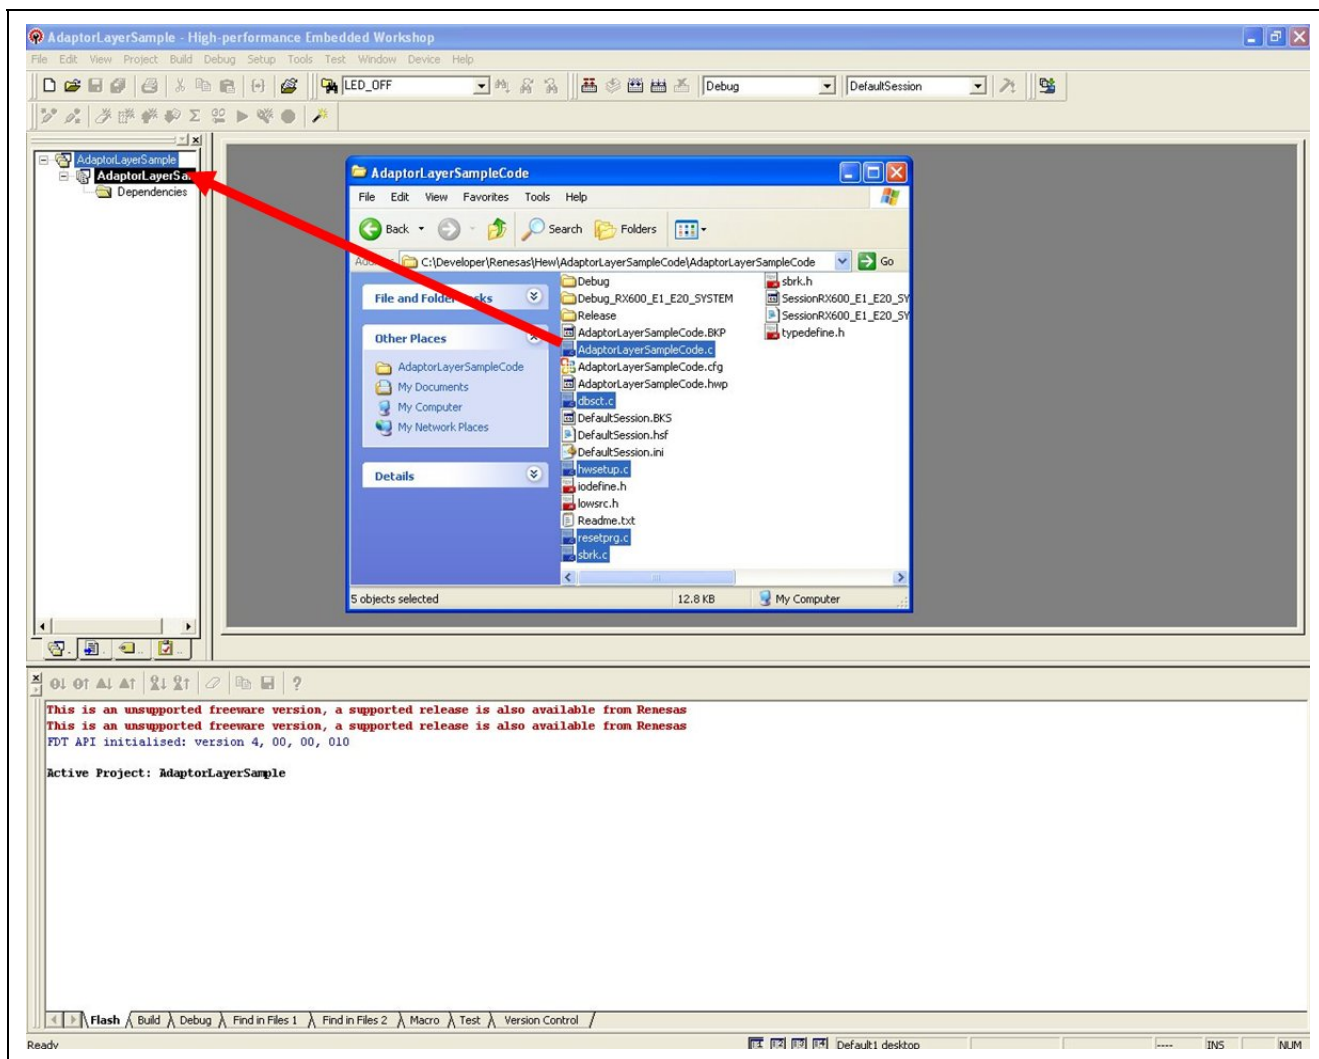 AdaptorLayerSample - High-performance Embedded Workshop
File Edit View Project Build Debug Setup Tools Test Window Device Help
LED_OFF Debug DefaultSession
AdaptorLayerSample
AdaptorLayerSa
Dependencies
AdaptorLayerSampleCode
File Edit View Favorites Tools Help
Back Search Folders
C:\Developer\Renesas\Hew\AdaptorLayerSampleCode\AdaptorLayerSampleCode Go
File and Folder
Other Places
AdaptorLayerSampleCode
My Documents
My Computer
My Network Places
Details
Debug
Debug_RX600_E1_E20_SYSTEM
Release
AdaptorLayerSampleCode.BKP
AdaptorLayerSampleCode.c
AdaptorLayerSampleCode.cfg
AdaptorLayerSampleCode.hwp
dbsct.c
DefaultSession.BKS
DefaultSession.hsf
DefaultSession.ini
hwsetup.c
iodefine.h
lowsrc.h
Readme.txt
resetprg.c
sbrk.c
sbrk.h
SessionRX600_E1_E20_SY
SessionRX600_E1_E20_SY
typedefine.h
5 objects selected 12.8 KB My Computer
This is an unsupported freeware version, a supported release is also available from Renesas
This is an unsupported freeware version, a supported release is also available from Renesas
FDT API initialised: version 4, 00, 00, 010
Active Project: AdaptorLayerSample
Flash Build Debug Find in Files 1 Find in Files 2 Macro Test Version Control
Ready Default1 desktop INS NUM